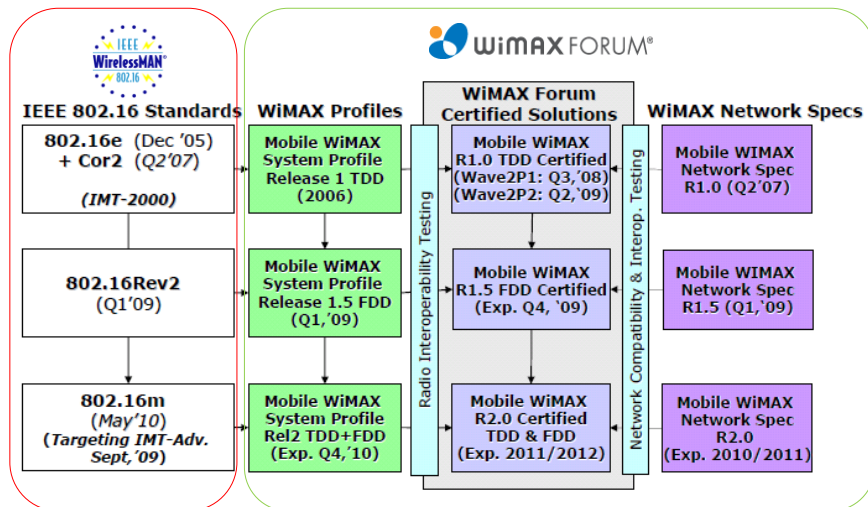 IEEE
WirelessMAN®
802.16
WiMAX FORUM®
IEEE 802.16 Standards
WiMAX Profiles
WiMAX Forum
Certified Solutions
WiMAX Network Specs
802.16e (Dec ’05)
+ Cor2 (Q2’07)
(IMT-2000)
Mobile WiMAX
System Profile
Release 1 TDD
(2006)
Radio Interoperability Testing
Mobile WiMAX
R1.0 TDD Certified
(Wave2P1: Q3,’08)
(Wave2P2: Q2,‘09)
Network Compatibility & Interop. Testing
Mobile WIMAX
Network Spec
R1.0 (Q2’07)
802.16Rev2
(Q1’09)
Mobile WiMAX
System Profile
Release 1.5 FDD
(Q1,’09)
Mobile WiMAX
R1.5 FDD Certified
(Exp. Q4, ‘09)
Mobile WIMAX
Network Spec
R1.5 (Q1,‘09)
802.16m
(May’10)
(Targeting IMT-Adv.
Sept,’09)
Mobile WiMAX
System Profile
Rel2 TDD+FDD
(Exp. Q4,’10)
Mobile WiMAX
R2.0 Certified
TDD & FDD
(Exp. 2011/2012)
Mobile WiMAX
Network Spec
R2.0
(Exp. 2010/2011)